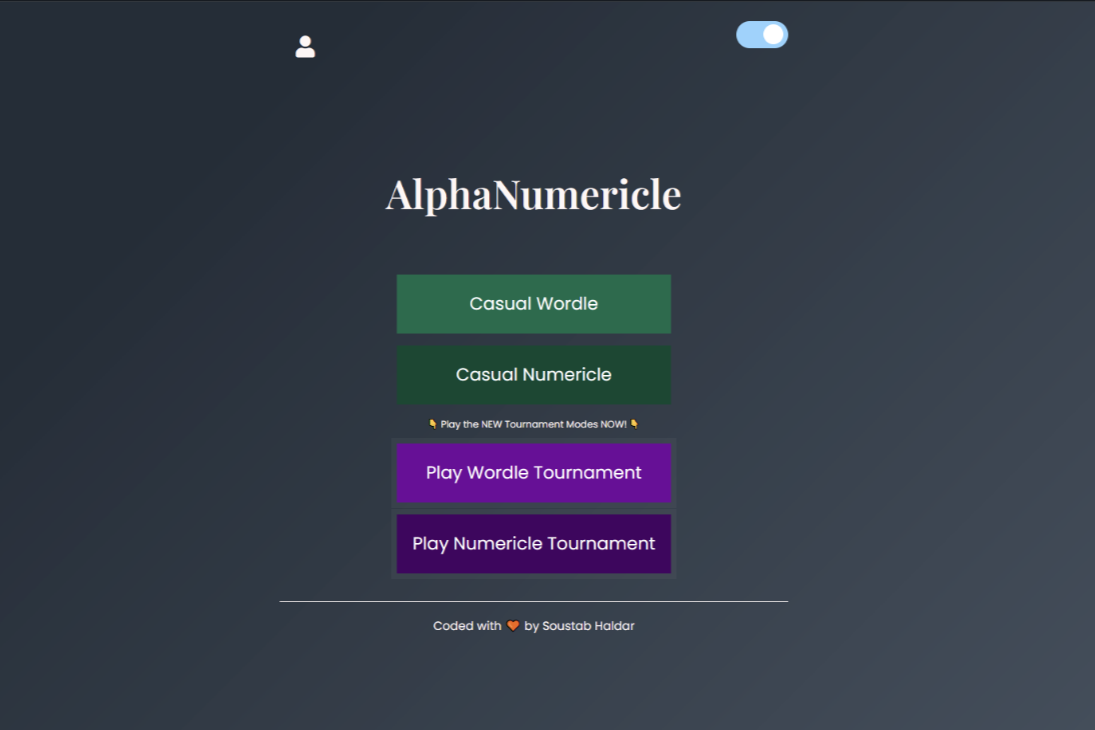 AlphaNumericle
Casual Wordle
Casual Numericle
👇 Play the NEW Tournament Modes NOW! 👇
Play Wordle Tournament
Play Numericle Tournament
Coded with 🧡 by Soustab Haldar